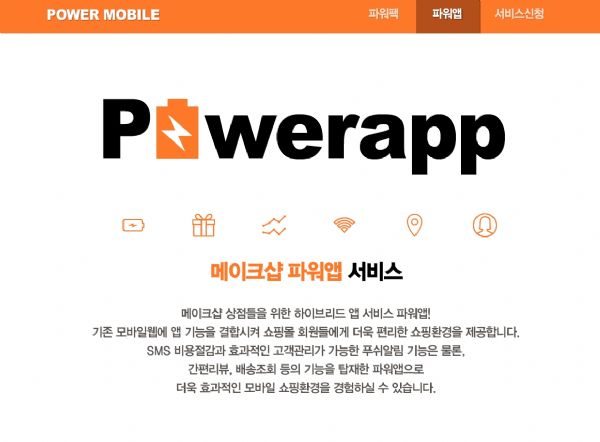 POWER MOBILE 파워팩 파워앱 서비스신청
Powerapp
메이크샵 파워앱 서비스
메이크샵 상점들을 위한 하이브리드 앱 서비스 파워앱!
기존 모바일웹에 앱 기능을 결합시켜 쇼핑몰 회원들에게 더욱 편리한 쇼핑환경을 제공합니다.
SMS 비용절감과 효과적인 고객관리가 가능한 푸쉬알림 기능은 물론,
간편리뷰, 배송조회 등의 기능을 탑재한 파워앱으로
더욱 효과적인 모바일 쇼핑환경을 경험하실 수 있습니다.